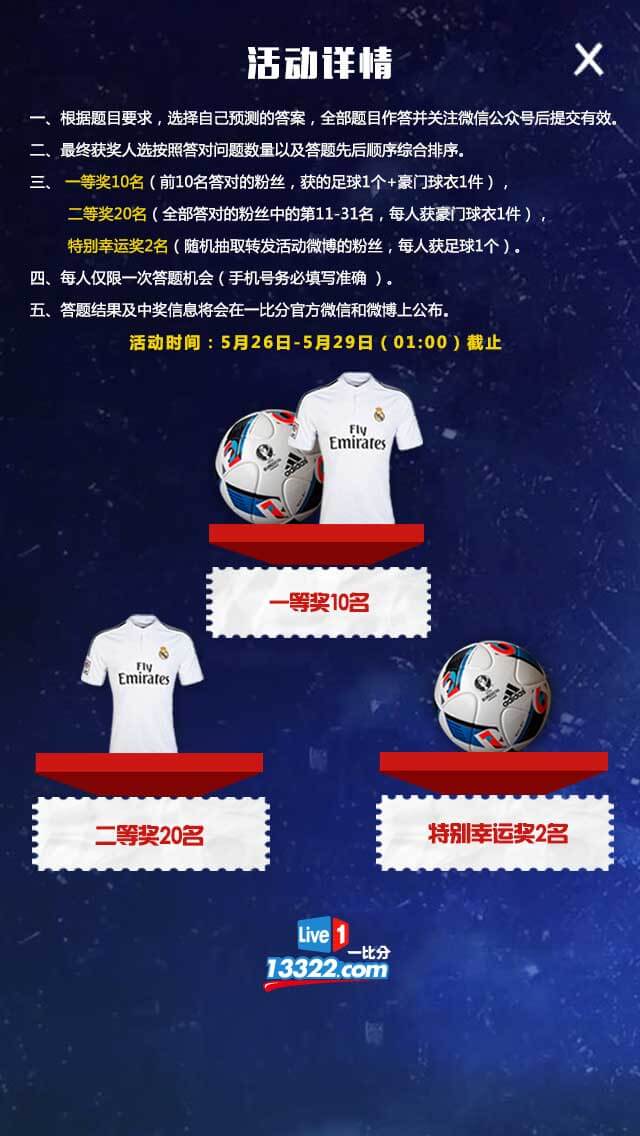 活动详情
X
一、根据题目要求，选择自己预测的答案，全部题目作答并关注微信公众号后提交有效。
二、最终获奖人选按照答对问题数量以及答题先后顺序综合排序。
三、 一等奖10名（前10名答对的粉丝，获的足球1个+豪门球衣1件），
二等奖20名（全部答对的粉丝中的第11-31名，每人获豪门球衣1件），
特别幸运奖2名（随机抽取转发活动微博的粉丝，每人获足球1个）。
四、每人仅限一次答题机会（手机号务必填写准确 ）。
五、答题结果及中奖信息将会在一比分官方微信和微博上公布。
活动时间：5月26日-5月29日（01:00）截止
Fly
Emirates
adidas
一等奖10名
Fly
Emirates
adidas
二等奖20名
特别幸运奖2名
Live 1
一比分
13322.com